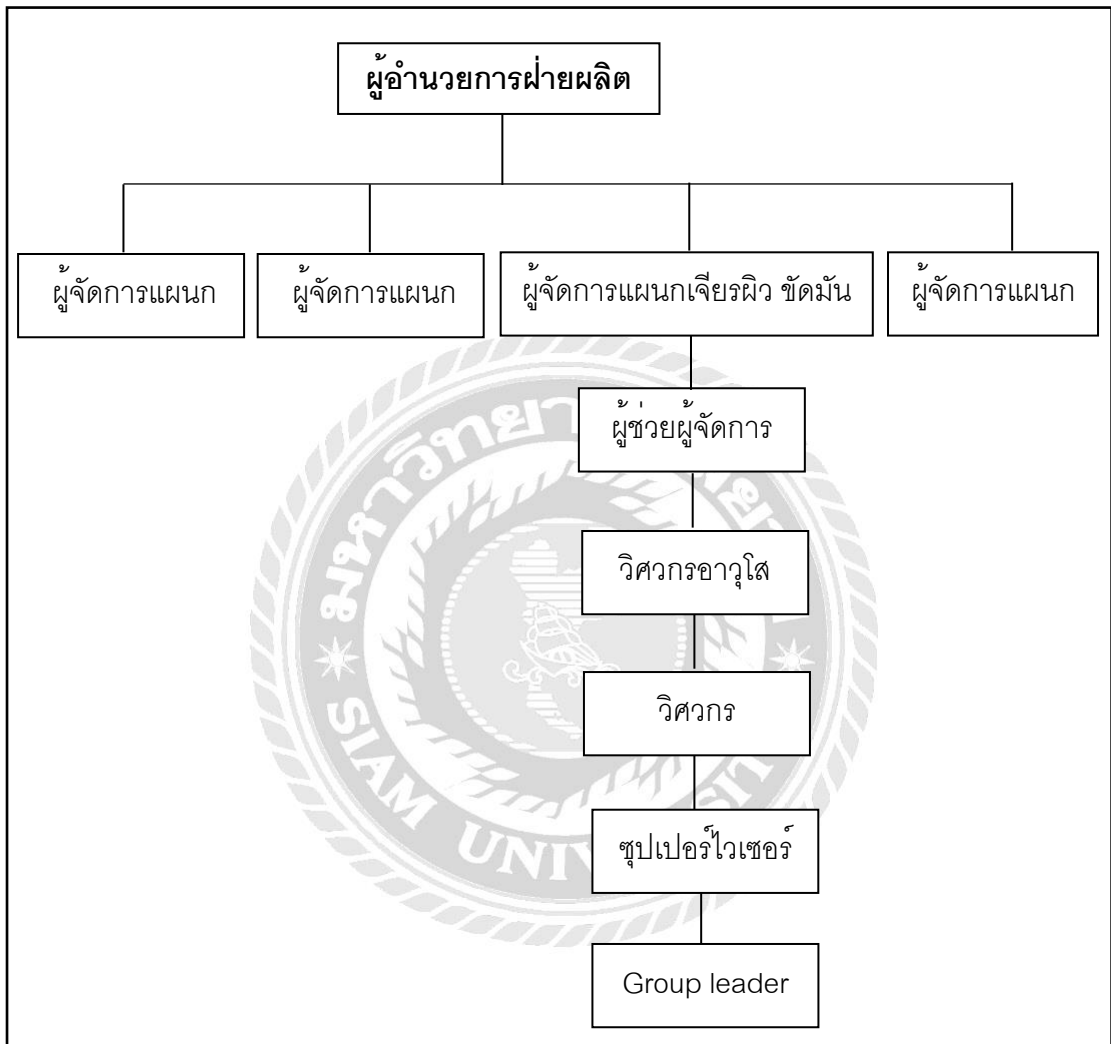 ผู้อำนวยการฝ่ายผลิต
ผู้จัดการแผนก
ผู้จัดการแผนก
ผู้จัดการแผนกเจียรผิว ขัดมัน
ผู้จัดการแผนก
ผู้ช่วยผู้จัดการ
วิศวกรอาวุโส
วิศวกร
ซุปเปอร์ไวเซอร์
Group leader
SIAM